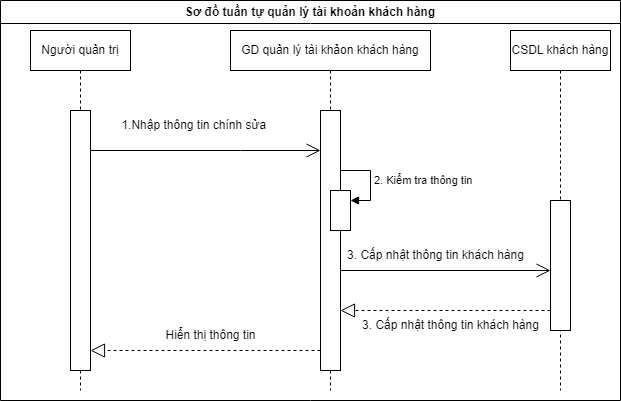 Sơ đồ tuần tự quản lý tài khoản khách hàng
Người quản trị
GD quản lý tài khảon khách hàng
CSDL khách hàng
1.Nhập thông tin chính sửa
2. Kiểm tra thông tin
3. Cấp nhật thông tin khách hàng
3. Cấp nhật thông tin khách hàng
Hiển thị thông tin